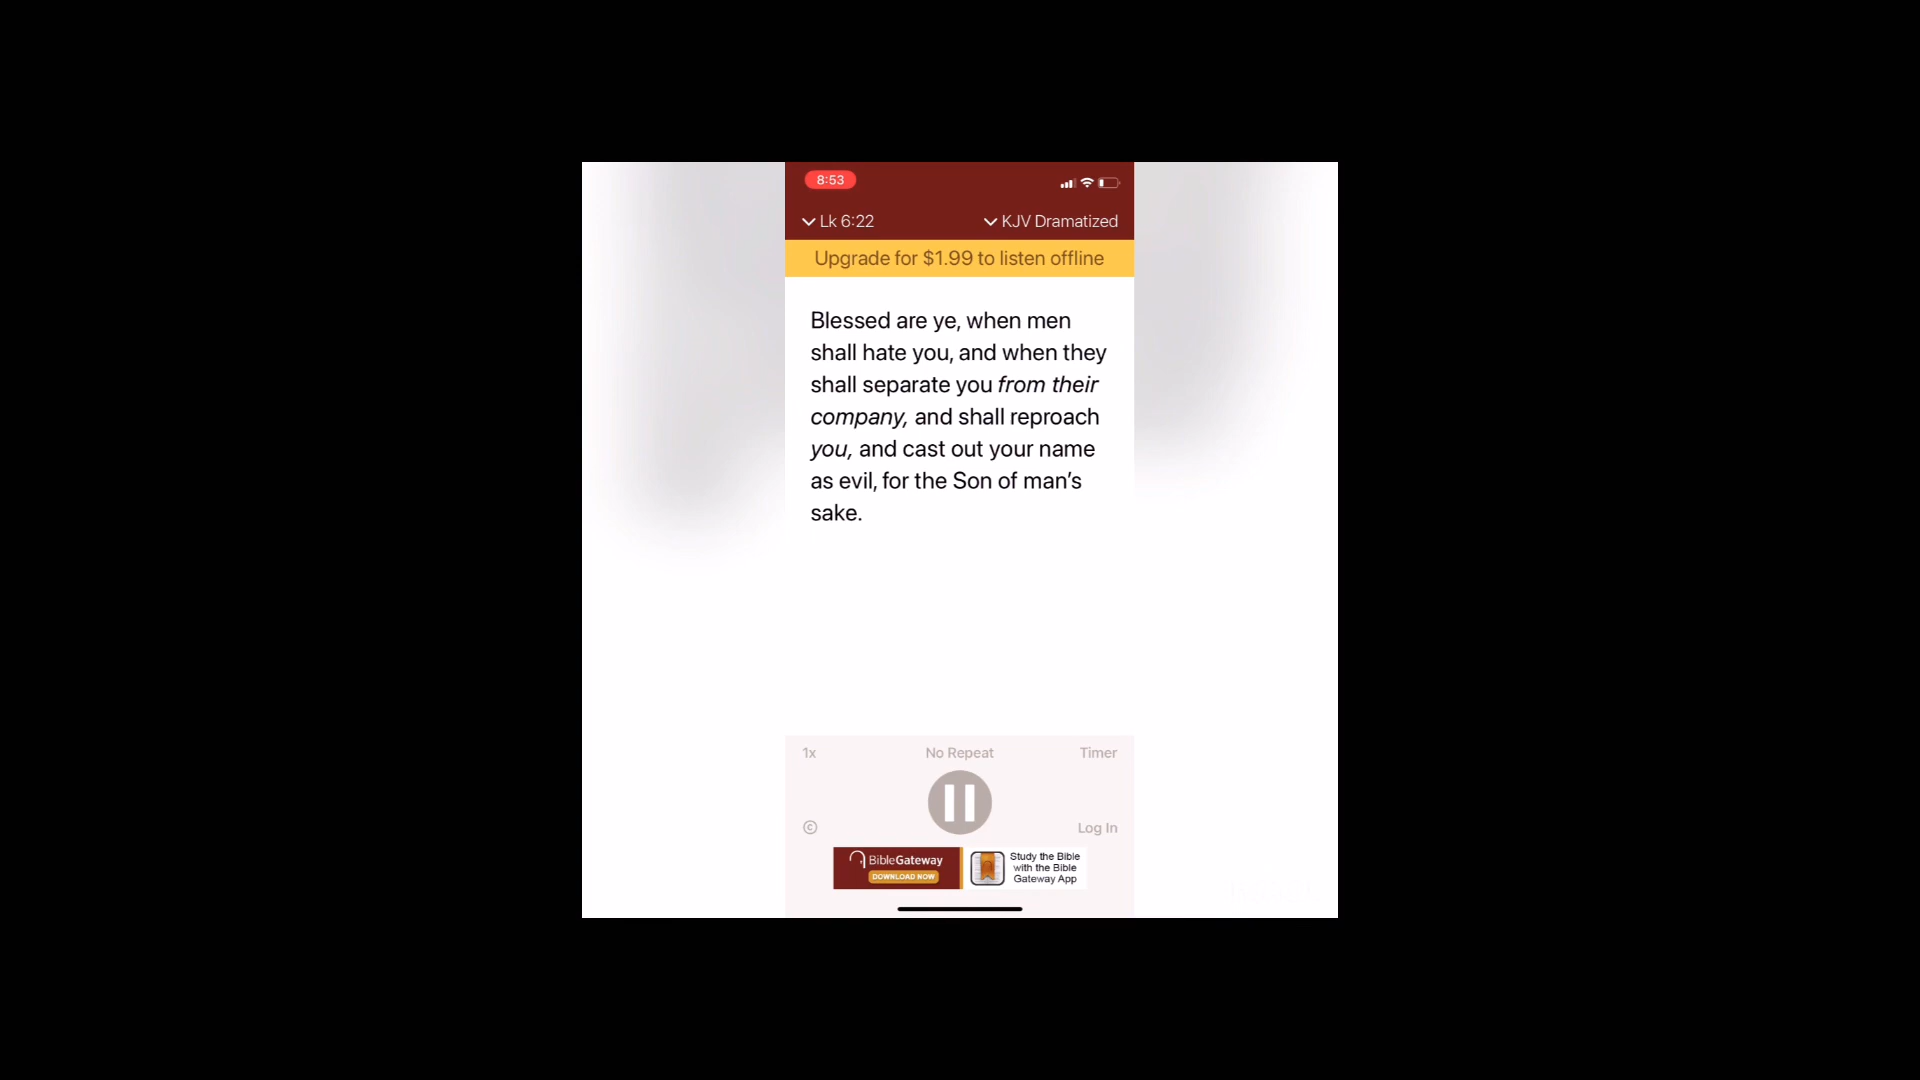 8:53
Lk 6:22
KJV Dramatized
Upgrade for $1.99 to listen offline
Blessed are ye, when men
shall hate you, and when they
shall separate you from their
company, and shall reproach
you, and cast out your name
as evil, for the Son of man’s
sake.
1x
No Repeat
Timer
©
Log In
BibleGateway
DOWNLOAD NOW
Study the Bible
with the Bible
Gateway App